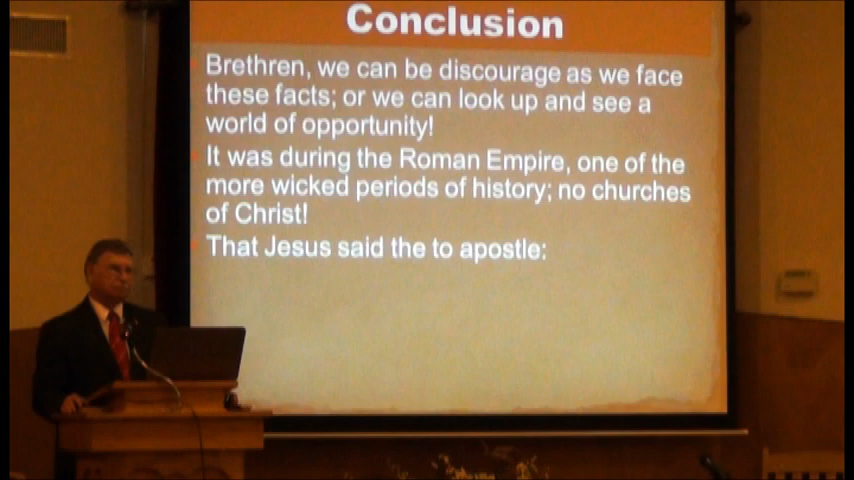 Conclusion
Brethren, we can be discourage as we face
these facts; or we can look up and see a
world of opportunity!
It was during the Roman Empire, one of the
more wicked periods of history; no churches
of Christ!
That Jesus said the to apostle: